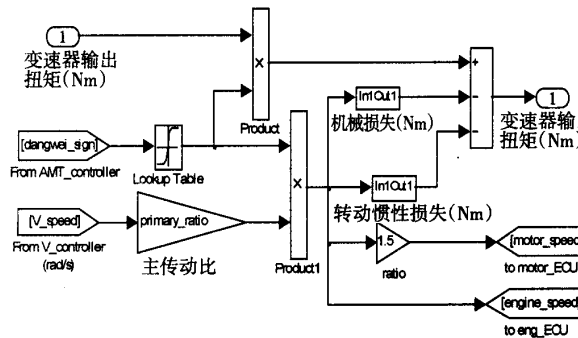 1
变速器输出
扭矩(Nm)
×
Product
[dangwei_sign]
From AMT_controller
Lookup Table
[V_speed]
From V_controller
(rad/s)
primary_ratio
主传动比
×
Product1
In1Out1
机械损失(Nm)
In1Out1
转动惯性损失(Nm)
+
−
−
1
变速器输
扭矩(Nm)
1.5
ratio
[motor_speed]
to motor_ECU
[engine_speed]
to eng_ECU